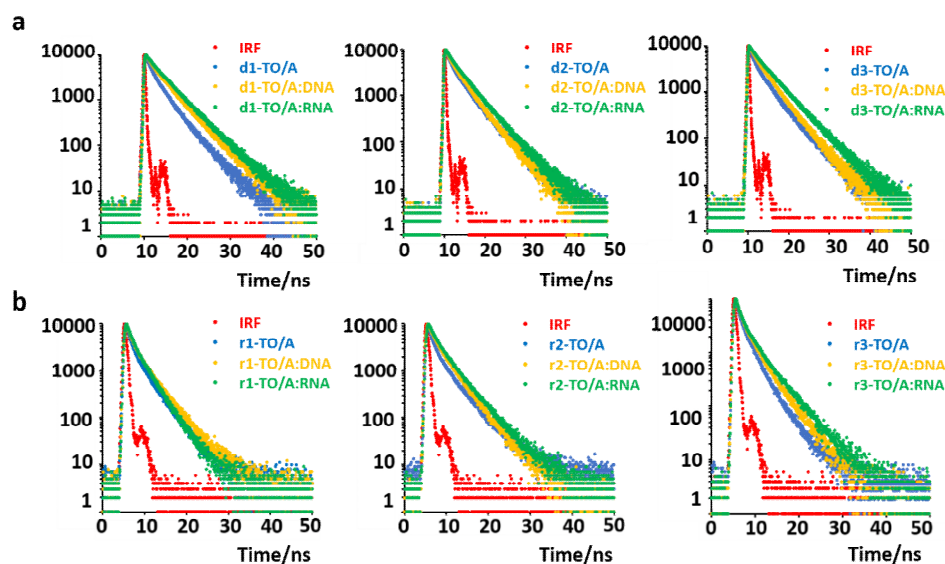 a
10000
1000
100
10
1
0 10 20 30 40 50
Time/ns
IRF
d1-TO/A
d1-TO/A:DNA
d1-TO/A:RNA
10000
1000
100
10
1
0 10 20 30 40 50
Time/ns
IRF
d2-TO/A
d2-TO/A:DNA
d2-TO/A:RNA
10000
1000
100
10
1
0 10 20 30 40 50
Time/ns
IRF
d3-TO/A
d3-TO/A:DNA
d3-TO/A:RNA
b
10000
1000
100
10
1
0 10 20 30 40 50
Time/ns
IRF
r1-TO/A
r1-TO/A:DNA
r1-TO/A:RNA
10000
1000
100
10
1
0 10 20 30 40 50
Time/ns
IRF
r2-TO/A
r2-TO/A:DNA
r2-TO/A:RNA
10000
1000
100
10
1
0 10 20 30 40 50
Time/ns
IRF
r3-TO/A
r3-TO/A:DNA
r3-TO/A:RNA